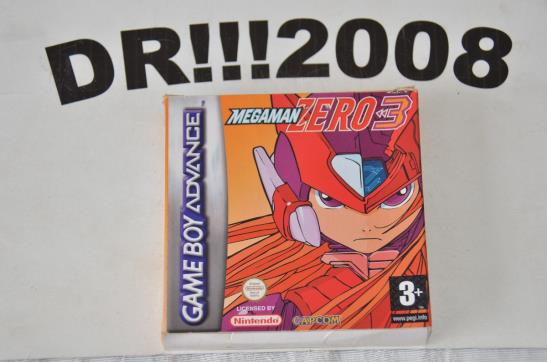 DR!!!2008
GAME BOY ADVANCE
MEGAMAN
ZERO 3
LICENSED BY
Nintendo
CAPCOM
3+
www.pegi.info